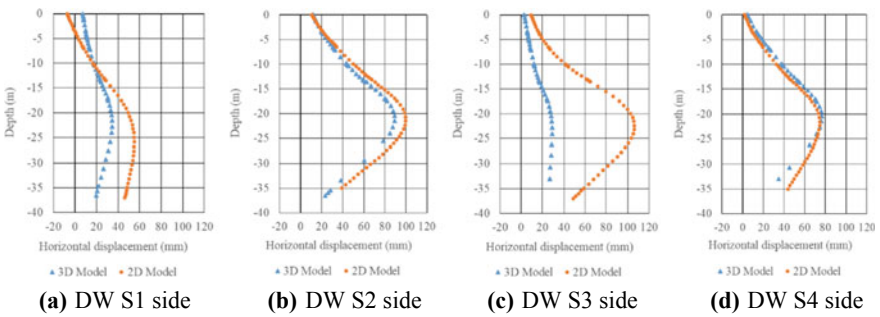 0
-5
-10
-15
-20
-25
-30
-35
-40
Depth (m)
-20 0 20 40 60 80 100 120
Horizontal displacement (mm)
3D Model 2D Model
(a) DW S1 side
0
-5
-10
-15
-20
-25
-30
-35
-40
Depth (m)
-20 0 20 40 60 80 100 120
Horizontal displacement (mm)
3D Model 2D Model
(b) DW S2 side
0
-5
-10
-15
-20
-25
-30
-35
-40
Depth (m)
-20 0 20 40 60 80 100 120
Horizontal displacement (mm)
3D Model 2D Model
(c) DW S3 side
0
-5
-10
-15
-20
-25
-30
-35
-40
Depth (m)
-20 0 20 40 60 80 100 120
Horizontal displacement (mm)
3D Model 2D Model
(d) DW S4 side